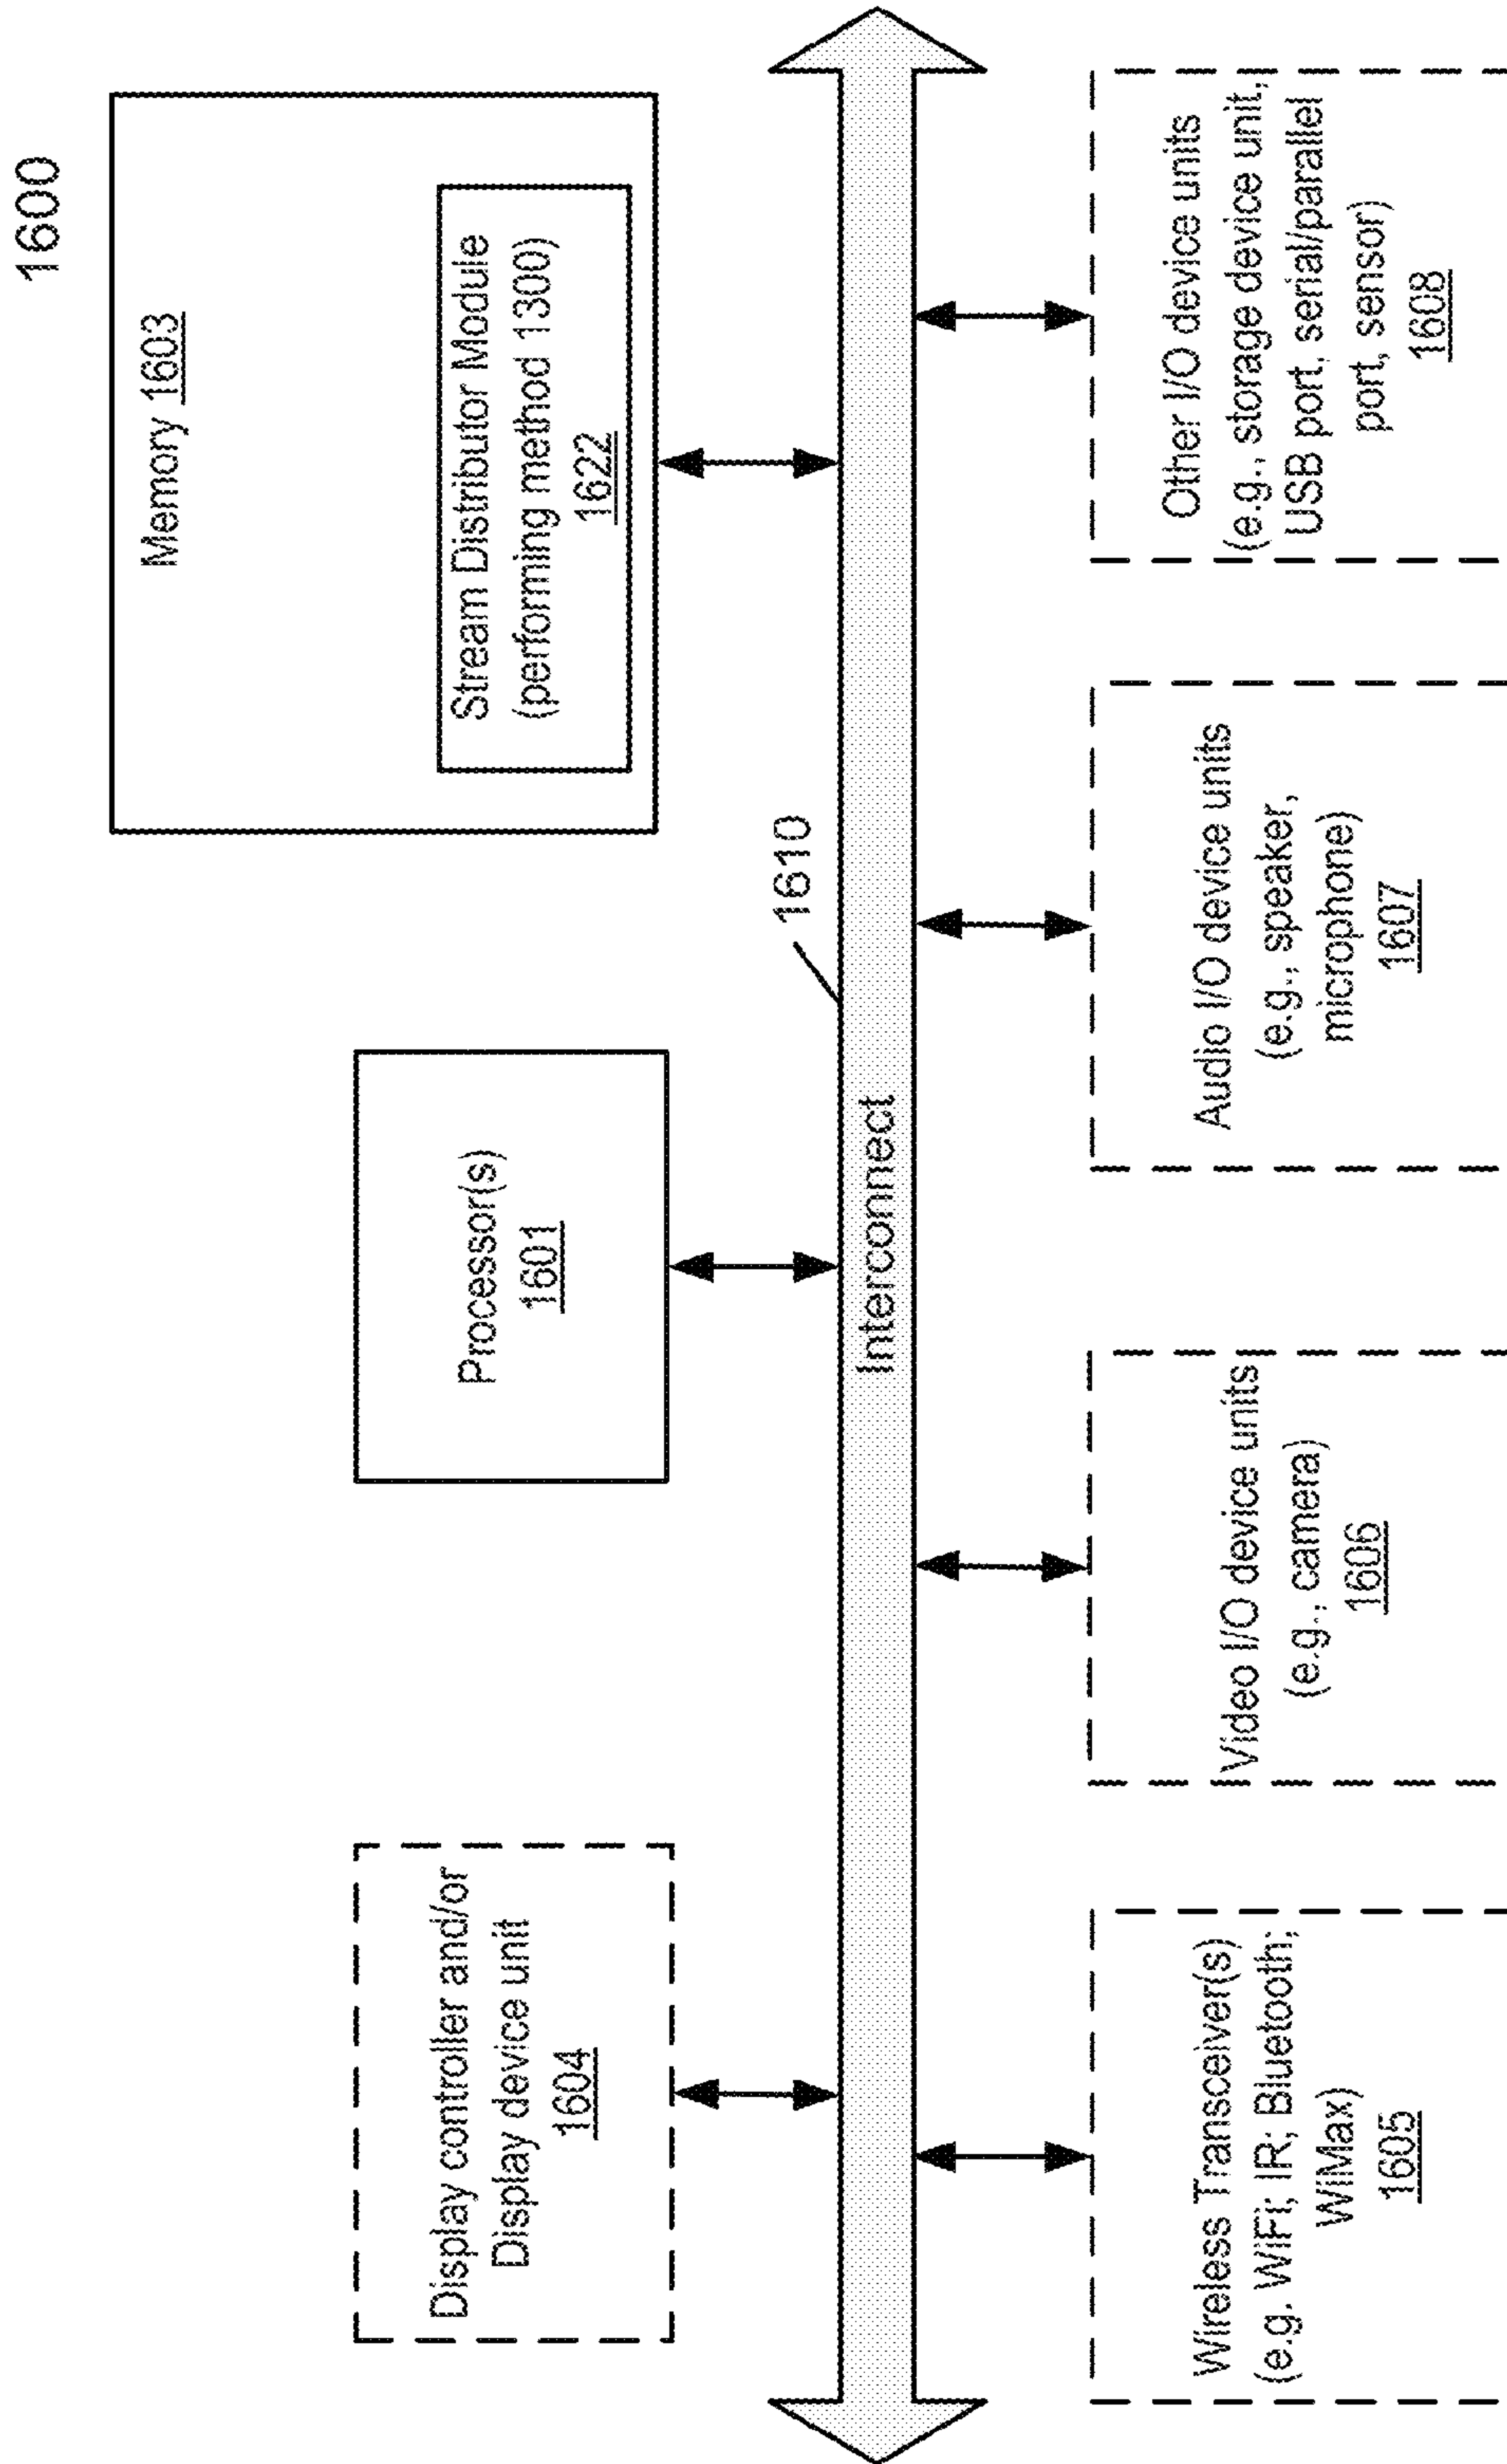 1600
Display controller and/or
Display device unit
1604
Processor(s)
1601
Memory 1603
Stream Distributor Module
(performing method 1300)
1622
1610
Interconnect
Wireless Transceiver(s)
(e.g. WiFi; IR; Bluetooth;
WiMax)
1605
Video I/O device units
(e.g., camera)
1606
Audio I/O device units
(e.g., speaker,
microphone)
1607
Other I/O device units
(e.g., storage device unit,
USB port, serial/parallel
port, sensor)
1608